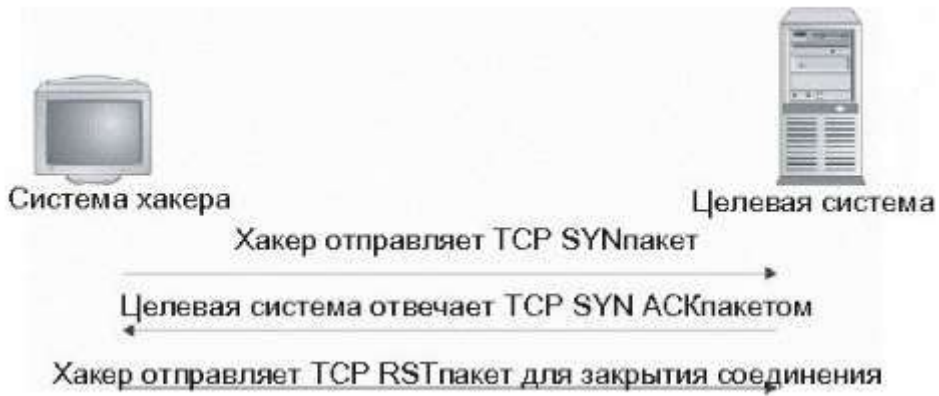 Система хакера
Целевая система
Хакер отправляет TCP SYNпакет
Целевая система отвечает TCP SYN ACKпакетом
Хакер отправляет TCP RSTпакет для закрытия соединения